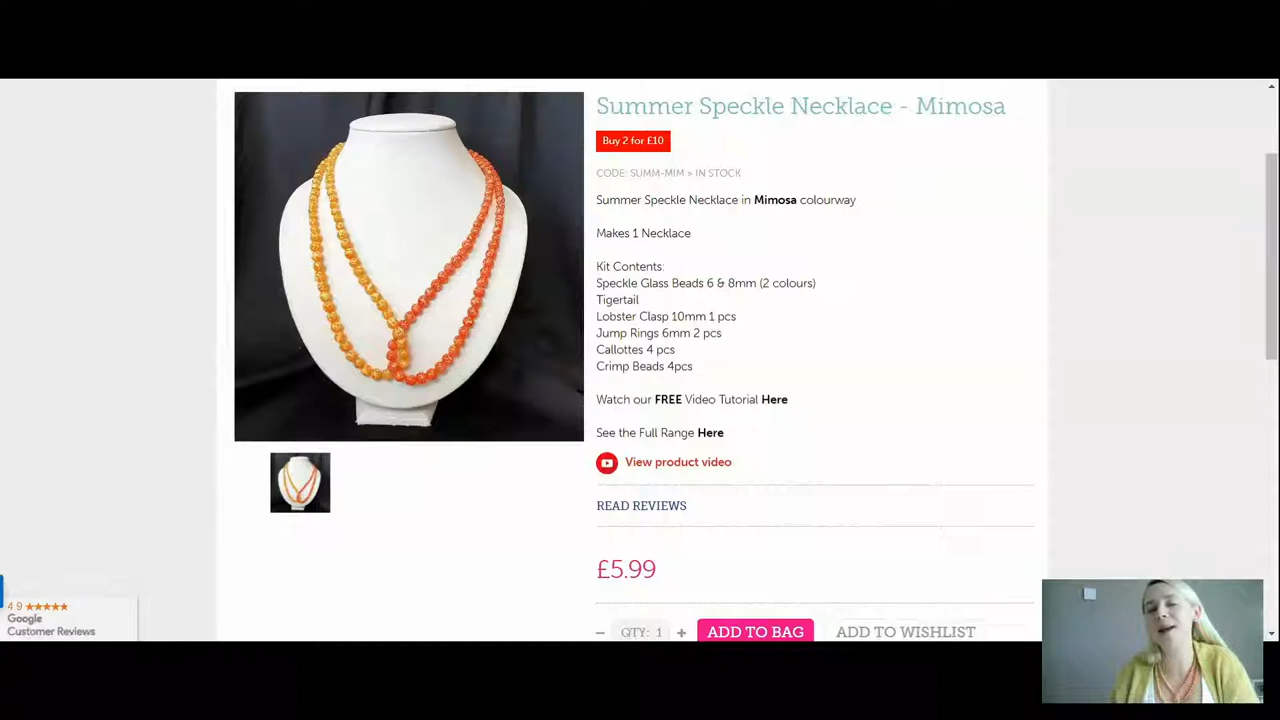 Summer Speckle Necklace - Mimosa
Buy 2 for £10
CODE: SUMM-MIM > IN STOCK
Summer Speckle Necklace in Mimosa colourway
Makes 1 Necklace
Kit Contents:
Speckle Glass Beads 6 & 8mm (2 colours)
Tigertail
Lobster Clasp 10mm 1 pcs
Jump Rings 6mm 2 pcs
Callottes 4 pcs
Crimp Beads 4pcs
Watch our FREE Video Tutorial Here
See the Full Range Here
View product video
READ REVIEWS
£5.99
− QTY: 1 + ADD TO BAG ADD TO WISHLIST
4.9 ★★★★★
Google
Customer Reviews